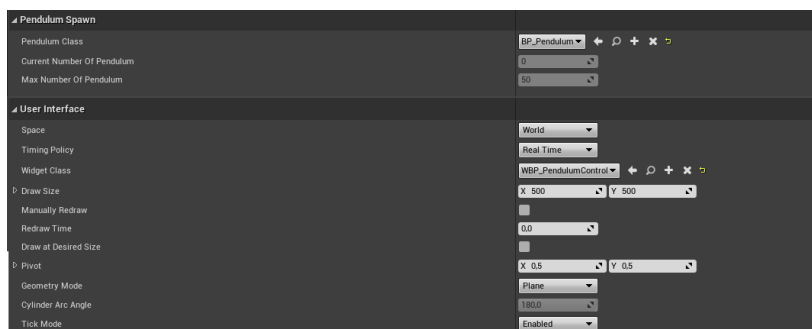 Pendulum Spawn
Pendulum Class BP_Pendulum
Current Number Of Pendulum 0
Max Number Of Pendulum 50
User Interface
Space World
Timing Policy Real Time
Widget Class WBP_PendulumControl
Draw Size X 500 Y 500
Manually Redraw
Redraw Time 0,0
Draw at Desired Size
Pivot X 0,5 Y 0,5
Geometry Mode Plane
Cylinder Arc Angle 180,0
Tick Mode Enabled